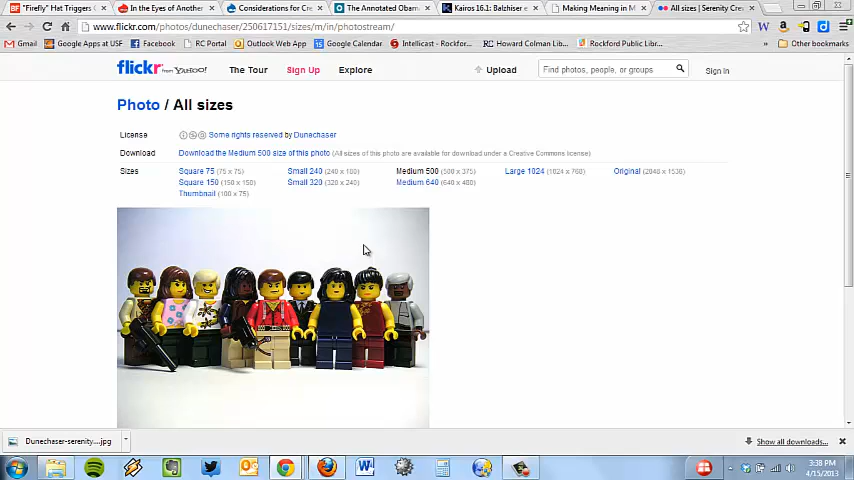 "Firefly" Hat Triggers C
In the Eyes of Another
Considerations for Cre
The Annotated Obam
Kairos 16.1: Balzhiser e
Making Meaning in M
All sizes | Serenity Cre
www.flickr.com/photos/dunechaser/250617151/sizes/m/in/photostream/
Gmail
Google Apps at USF
Facebook
RC Portal
Outlook Web App
Google Calendar
Intellicast - Rockfor...
Howard Colman Lib...
Rockford Public Libr...
»
Other bookmarks
flickr from YAHOO!
The Tour
Sign Up
Explore
Upload
Find photos, people, or groups
Sign In
Photo / All sizes
License
Some rights reserved by Dunechaser
Download
Download the Medium 500 size of this photo (All sizes of this photo are available for download under a Creative Commons license)
Sizes
Square 75 (75 x 75)
Small 240 (240 x 180)
Medium 500 (500 x 375)
Large 1024 (1024 x 768)
Original (2048 x 1536)
Square 150 (150 x 150)
Small 320 (320 x 240)
Medium 640 (640 x 480)
Thumbnail (100 x 75)
Dunechaser-serenity....jpg
Show all downloads...
3:38 PM
4/15/2013